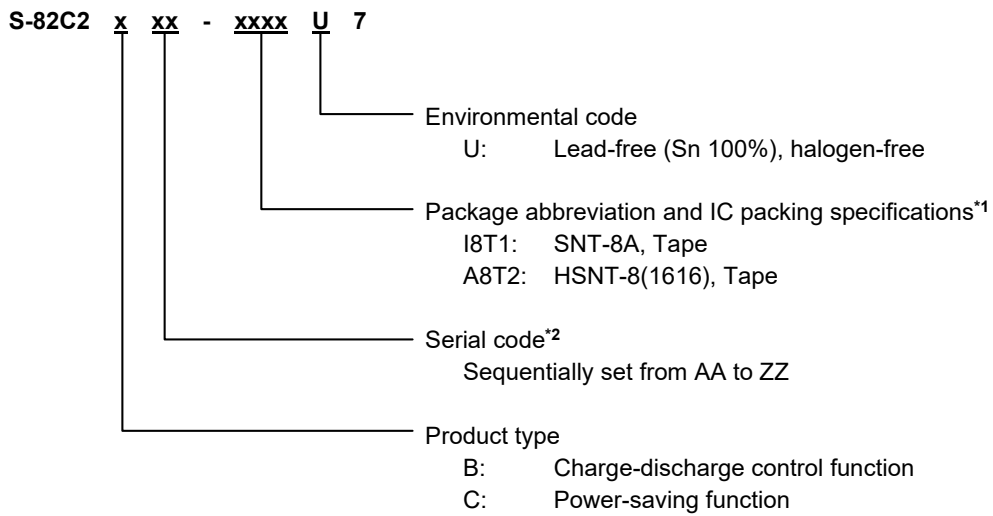 S-82C2 x xx - xxxx U 7
Environmental code
U: Lead-free (Sn 100%), halogen-free
Package abbreviation and IC packing specifications*1
I8T1: SNT-8A, Tape
A8T2: HSNT-8(1616), Tape
Serial code*2
Sequentially set from AA to ZZ
Product type
B: Charge-discharge control function
C: Power-saving function